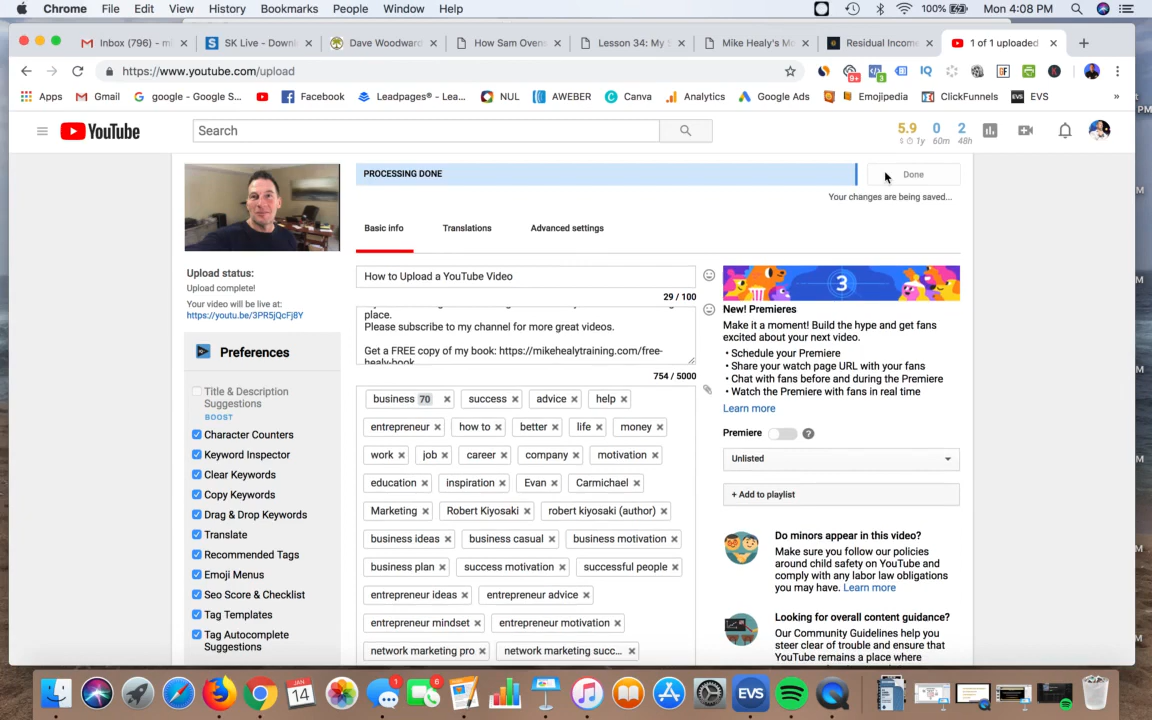 Chrome File Edit View History Bookmarks People Window Help 100% Mon 4:08 PM
Inbox (796) - mi SK Live - Downl Dave Woodward How Sam Ovens Lesson 34: My S Mike Healy's Mo Residual Income 1 of 1 uploaded
https://www.youtube.com/upload 9+ 3 IQ OF K
Apps Gmail google - Google S... Facebook Leadpages® - Lea... NUL AWEBER Canva Analytics Google Ads Emojipedia ClickFunnels EVS EVS »
YouTube Search 5.9 0 2
$ 1y 60m 48h
PROCESSING DONE Done
Your changes are being saved...
Basic info Translations Advanced settings
Upload status:
Upload complete!
Your video will be live at:
https://youtu.be/3PR5jQcFj8Y
How to Upload a YouTube Video
29 / 100
place.
Please subscribe to my channel for more great videos.
Get a FREE copy of my book: https://mikehealytraining.com/free-
healy-book
754 / 5000
3
New! Premieres
Make it a moment! Build the hype and get fans
excited about your next video.
• Schedule your Premiere
• Share your watch page URL with your fans
• Chat with fans before and during the Premiere
• Watch the Premiere with fans in real time
Learn more
Premiere ?
Unlisted
+ Add to playlist
Preferences
Title & Description
Suggestions
BOOST
Character Counters
Keyword Inspector
Clear Keywords
Copy Keywords
Drag & Drop Keywords
Translate
Recommended Tags
Emoji Menus
Seo Score & Checklist
Tag Templates
Tag Autocomplete
Suggestions
business 70 × success × advice × help ×
entrepreneur × how to × better × life × money ×
work × job × career × company × motivation ×
education × inspiration × Evan × Carmichael ×
Marketing × Robert Kiyosaki × robert kiyosaki (author) ×
business ideas × business casual × business motivation ×
business plan × success motivation × successful people ×
entrepreneur ideas × entrepreneur advice ×
entrepreneur mindset × entrepreneur motivation ×
network marketing pro × network marketing succ... ×
Do minors appear in this video?
Make sure you follow our policies
around child safety on YouTube and
comply with any labor law obligations
you may have. Learn more
Looking for overall content guidance?
Our Community Guidelines help you
steer clear of trouble and ensure that
YouTube remains a place where
JAN
14
1
6
EVS